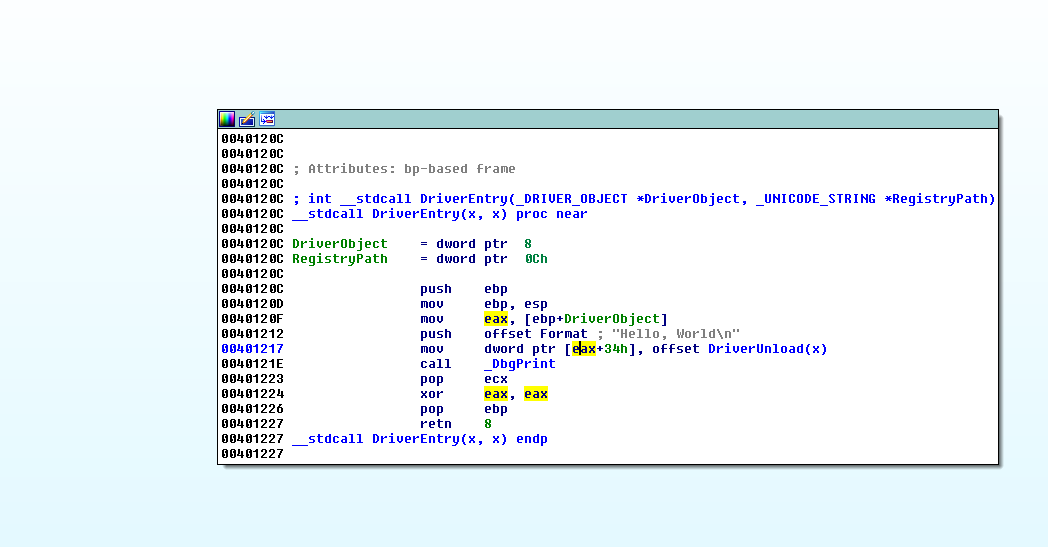 0040120C
0040120C
0040120C ; Attributes: bp-based frame
0040120C
0040120C ; int __stdcall DriverEntry(_DRIVER_OBJECT *DriverObject, _UNICODE_STRING *RegistryPath)
0040120C __stdcall DriverEntry(x, x) proc near
0040120C
0040120C DriverObject    = dword ptr  8
0040120C RegistryPath    = dword ptr  0Ch
0040120C
0040120C                 push    ebp
0040120D                 mov     ebp, esp
0040120F                 mov     eax, [ebp+DriverObject]
00401212                 push    offset Format ; "Hello, World\n"
00401217                 mov     dword ptr [eax+34h], offset DriverUnload(x)
0040121E                 call    _DbgPrint
00401223                 pop     ecx
00401224                 xor     eax, eax
00401226                 pop     ebp
00401227                 retn    8
00401227 __stdcall DriverEntry(x, x) endp
00401227